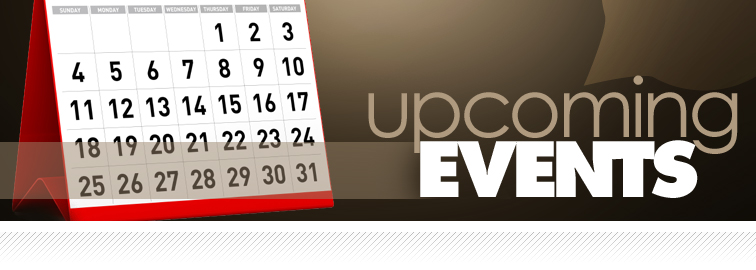 SUNDAY MONDAY TUESDAY WEDNESDAY THURSDAY FRIDAY SATURDAY
1 2 3
4 5 6 7 8 9 10
11 12 13 14 15 16 17
18 19 20 21 22 23 24
25 26 27 28 29 30 31
upcoming
EVENTS